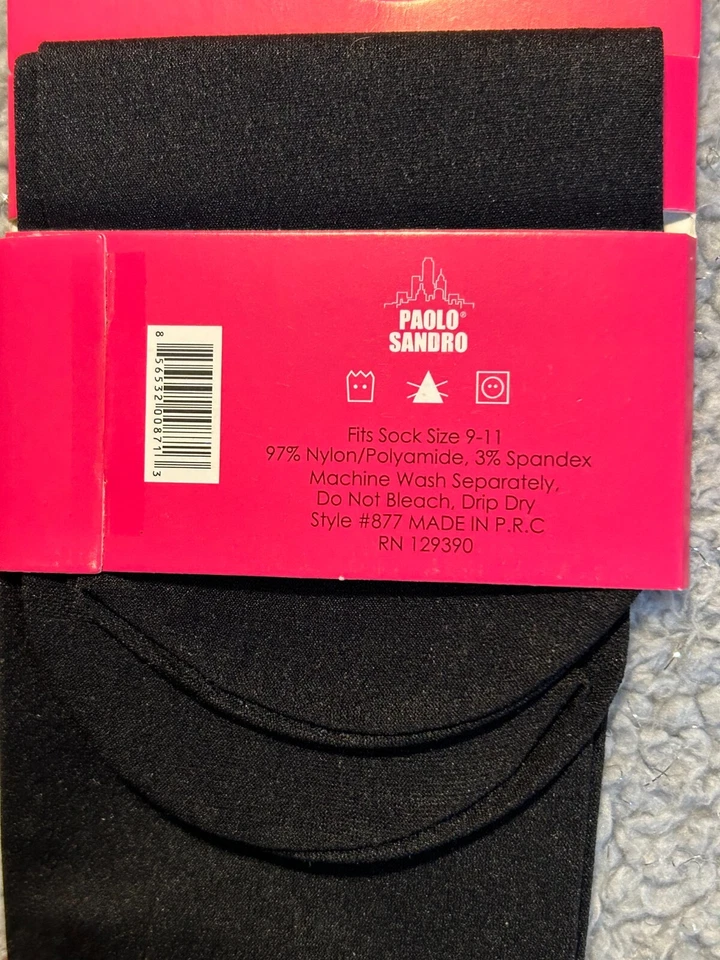 PAOLO®
SANDRO
Fits Sock Size 9-11
97% Nylon/Polyamide, 3% Spandex
Machine Wash Separately,
Do Not Bleach, Drip Dry
Style #877 MADE IN P.R.C
RN 129390
8 56532 00871 3